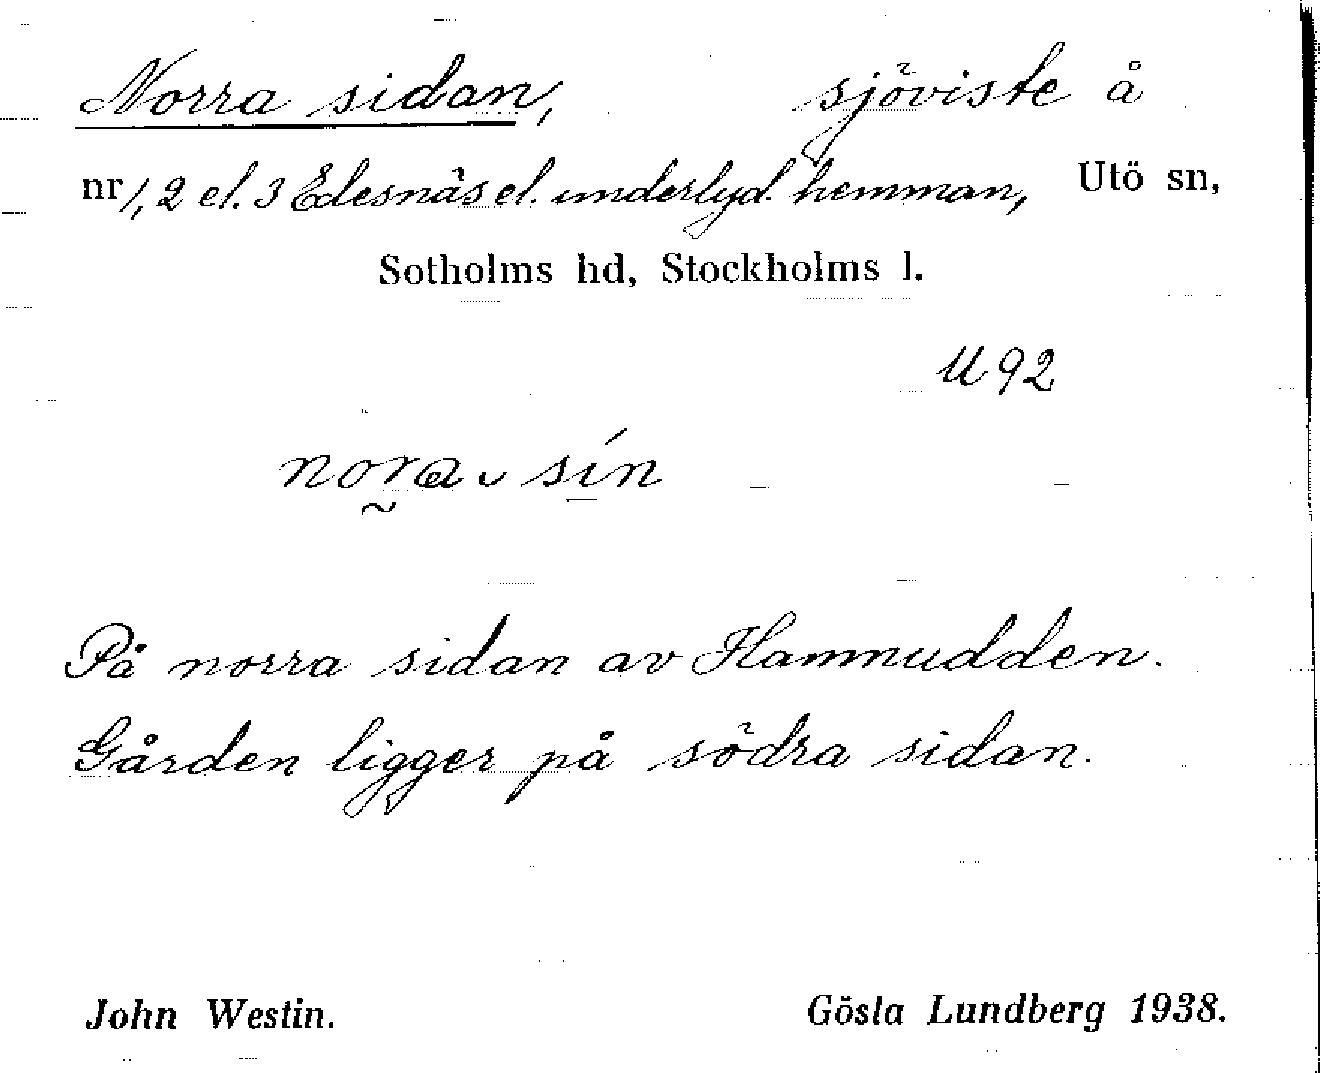 Norra sidan, sjöviste å
nr 1, 2 el. 3 Edesnäs el. underlyd. hemman, Utö sn,
Sotholms hd, Stockholms l.
U 92
nora sin
På norra sidan av Hamnudden.
Gården ligger på södra sidan.
John Westin. Gösta Lundberg 1938.